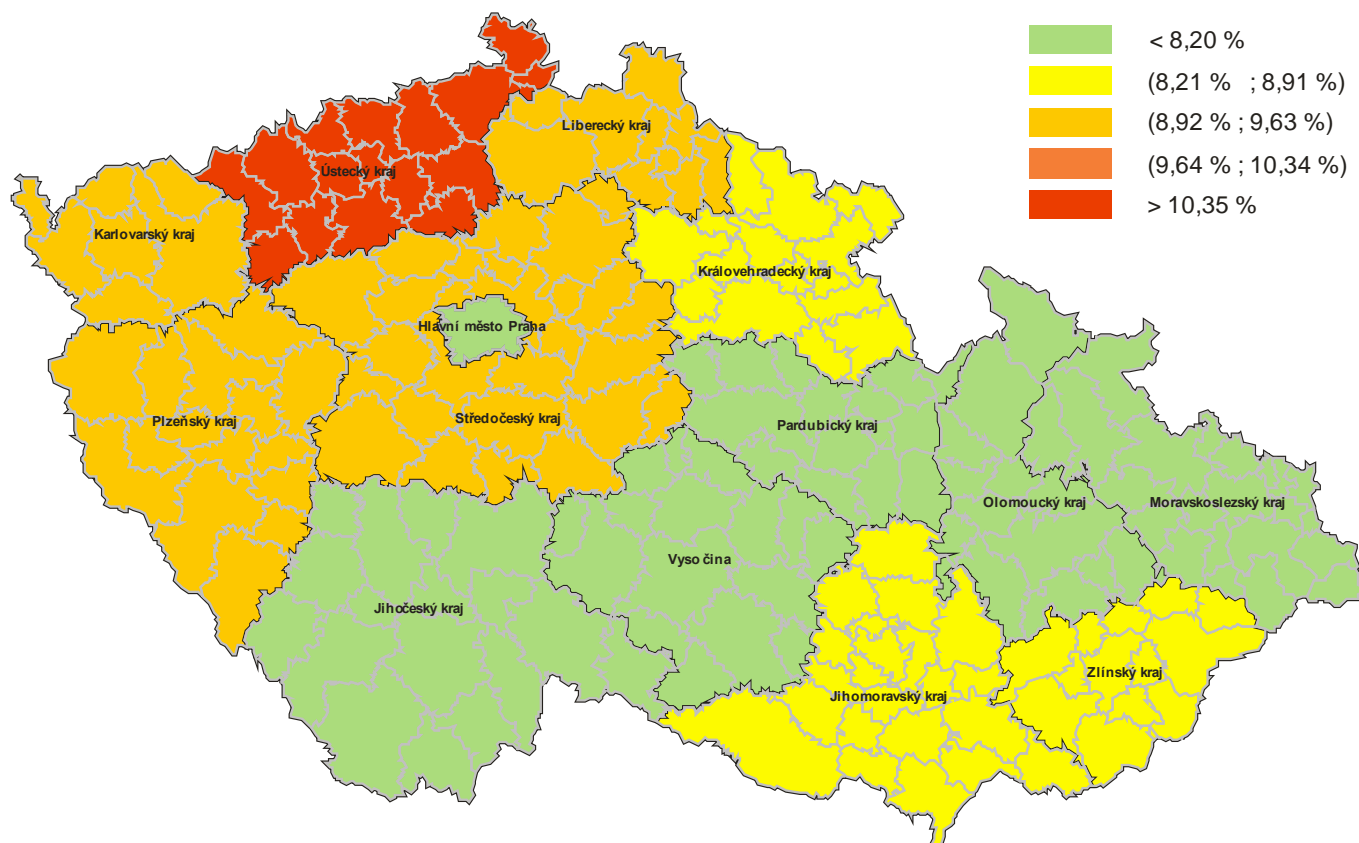 < 8,20 %
(8,21 % ; 8,91 %)
(8,92 % ; 9,63 %)
(9,64 % ; 10,34 %)
> 10,35 %
Liberecký kraj
Ústecký kraj
Karlovarský kraj
Královehradecký kraj
Hlavní město Praha
Plzeňský kraj
Středočeský kraj
Pardubický kraj
Olomoucký kraj
Moravskoslezský kraj
Vyso čina
Jihočeský kraj
Zlínský kraj
Jihomoravský kraj